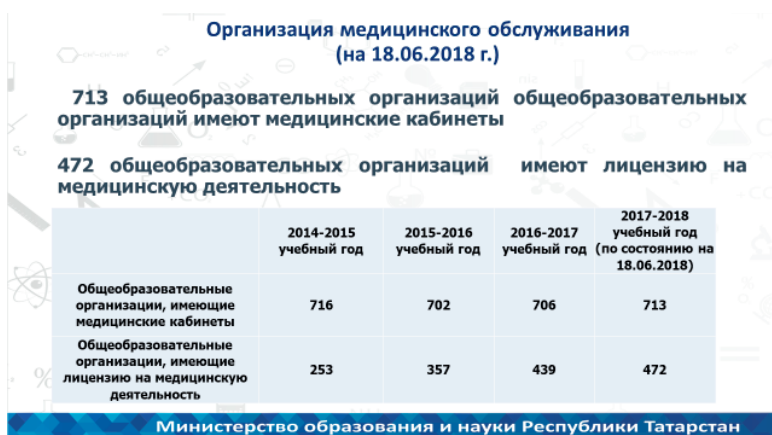 Организация медицинского обслуживания
(на 18.06.2018 г.)
713 общеобразовательных организаций общеобразовательных
организаций имеют медицинские кабинеты
472 общеобразовательных организаций имеют лицензию на
медицинскую деятельность
2014-2015
учебный год
2015-2016
учебный год
2016-2017
учебный год
2017-2018
учебный год
(по состоянию на
18.06.2018)
Общеобразовательные
организации, имеющие
медицинские кабинеты
716
702
706
713
Общеобразовательные
организации, имеющие
лицензию на медицинскую
деятельность
253
357
439
472
Министерство образования и науки Республики Татарстан